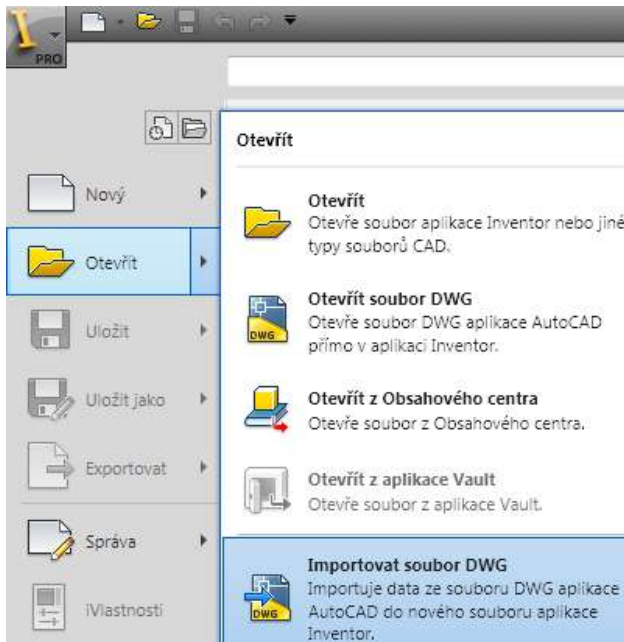 PRO
Otevřít
Nový
Otevřít
Otevře soubor aplikace Inventor nebo jiné
typy souborů CAD.
Otevřít
Otevřít soubor DWG
Otevře soubor DWG aplikace AutoCAD
přímo v aplikaci Inventor.
DWG
Uložit
Otevřít z Obsahového centra
Otevře soubor z Obsahového centra.
Uložit jako
Otevřít z aplikace Vault
Otevře soubor z aplikace Vault.
Exportovat
Správa
Importovat soubor DWG
Importuje data ze souboru DWG aplikace
AutoCAD do nového souboru aplikace
Inventor.
DWG
iVlastnosti